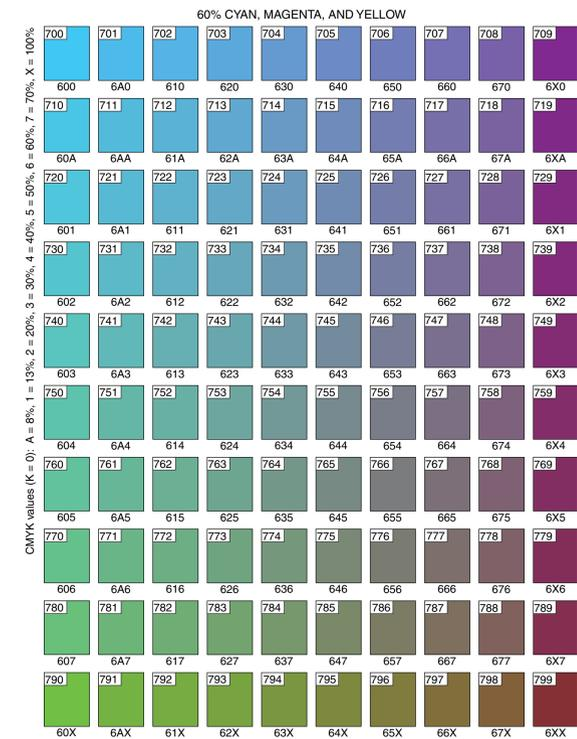 60% CYAN, MAGENTA, AND YELLOW
CMYK values (K = 0):  A = 8%, 1 = 13%, 2 = 20%, 3 = 30%, 4 = 40%, 5 = 50%, 6 = 60%, 7 = 70%, X = 100%
700 701 702 703 704 705 706 707 708 709
600 6A0 610 620 630 640 650 660 670 6X0
710 711 712 713 714 715 716 717 718 719
60A 6AA 61A 62A 63A 64A 65A 66A 67A 6XA
720 721 722 723 724 725 726 727 728 729
601 6A1 611 621 631 641 651 661 671 6X1
730 731 732 733 734 735 736 737 738 739
602 6A2 612 622 632 642 652 662 672 6X2
740 741 742 743 744 745 746 747 748 749
603 6A3 613 623 633 643 653 663 673 6X3
750 751 752 753 754 755 756 757 758 759
604 6A4 614 624 634 644 654 664 674 6X4
760 761 762 763 764 765 766 767 768 769
605 6A5 615 625 635 645 655 665 675 6X5
770 771 772 773 774 775 776 777 778 779
606 6A6 616 626 636 646 656 666 676 6X6
780 781 782 783 784 785 786 787 788 789
607 6A7 617 627 637 647 657 667 677 6X7
790 791 792 793 794 795 796 797 798 799
60X 6AX 61X 62X 63X 64X 65X 66X 67X 6XX